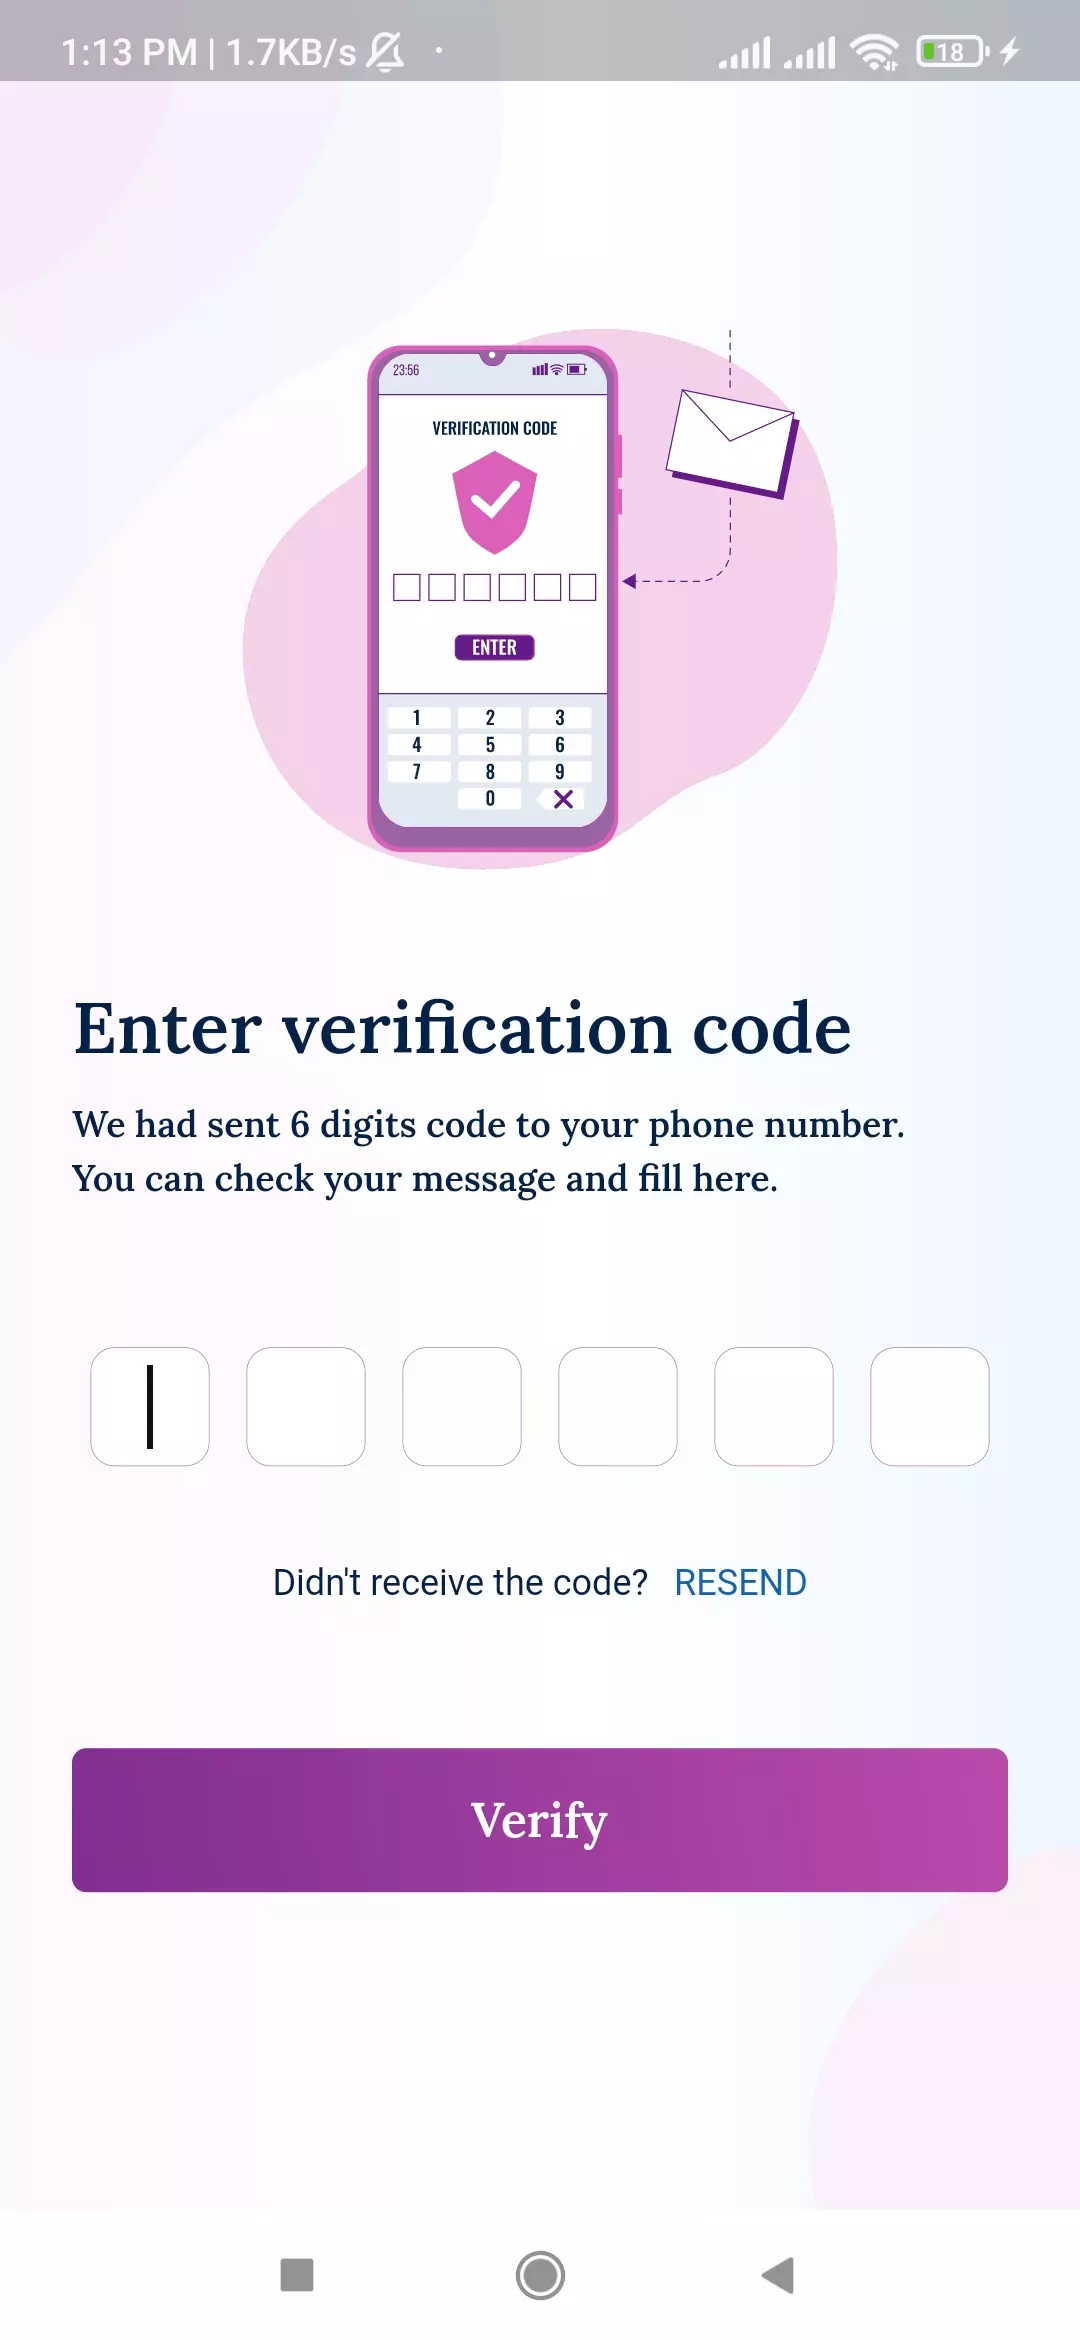 1:13 PM | 1.7KB/s
18
23:56
VERIFICATION CODE
ENTER
1 2 3
4 5 6
7 8 9
0
Enter verification code
We had sent 6 digits code to your phone number.
You can check your message and fill here.
Didn't receive the code? RESEND
Verify